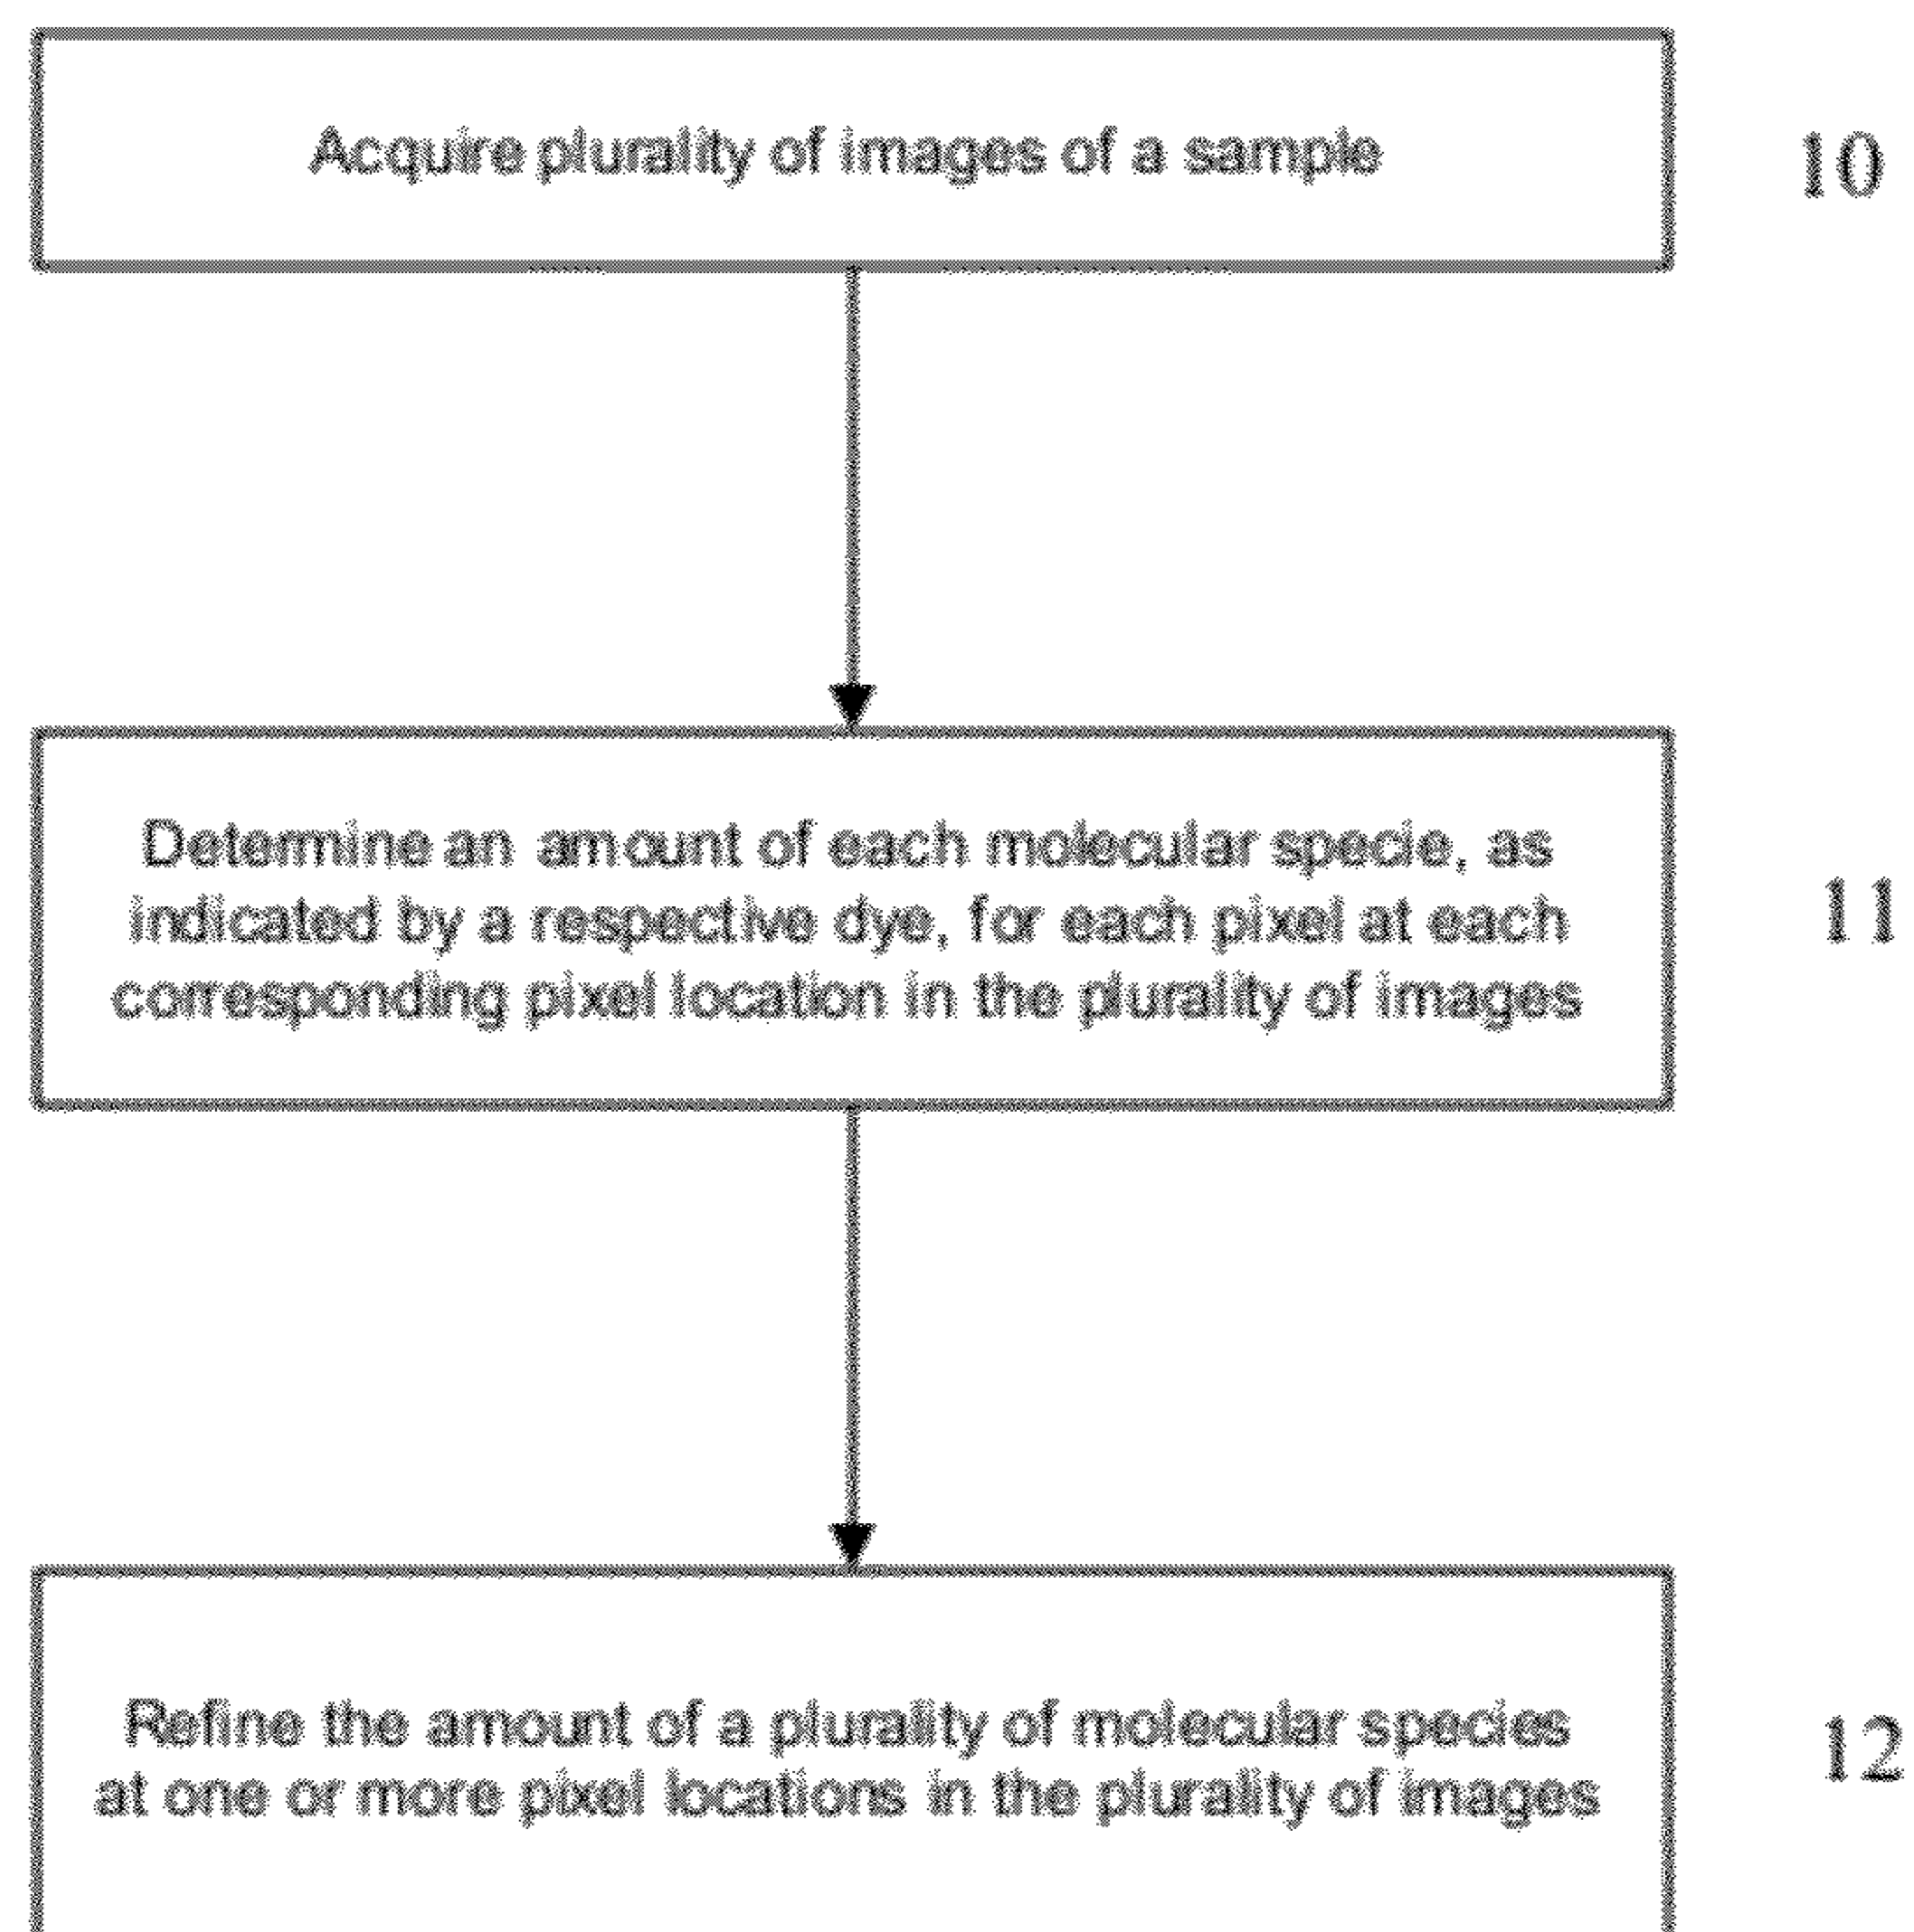 Acquire plurality of images of a sample
10
Determine an amount of each molecular specie, as
indicated by a respective dye, for each pixel at each
corresponding pixel location in the plurality of images
11
Refine the amount of a plurality of molecular species
at one or more pixel locations in the plurality of images
12